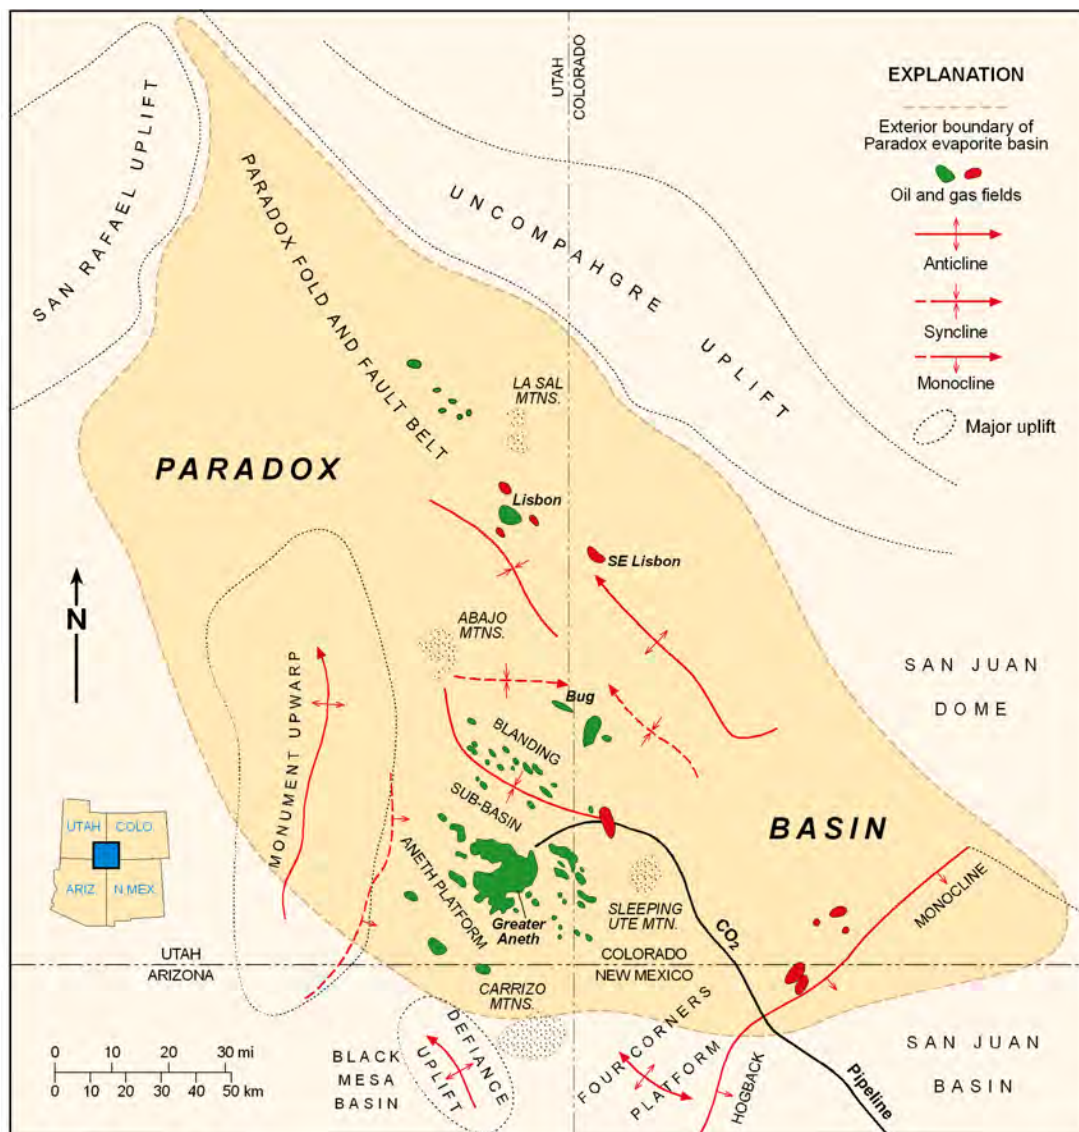 UTAH
COLORADO
EXPLANATION
Exterior boundary of
Paradox evaporite basin
Oil and gas fields
Anticline
Syncline
Monocline
Major uplift
SAN RAFAEL UPLIFT
PARADOX FOLD AND FAULT BELT
UNCOMPAHGRE UPLIFT
LA SAL
MTNS.
PARADOX
Lisbon
SE Lisbon
N
ABAJO
MTNS.
SAN JUAN
DOME
MONUMENT UPWARP
Bug
BLANDING
SUB-BASIN
BASIN
UTAH COLO.
ARIZ. N.MEX.
ANETH PLATFORM
MONOCLINE
Greater
Aneth
SLEEPING
UTE MTN.
CO2
UTAH
ARIZONA
COLORADO
NEW MEXICO
CARRIZO
MTNS.
DEFIANCE
UPLIFT
FOUR CORNERS
PLATFORM
HOGBACK
SAN JUAN
BASIN
BLACK
MESA
BASIN
Pipeline
0 10 20 30 mi
0 10 20 30 50 km